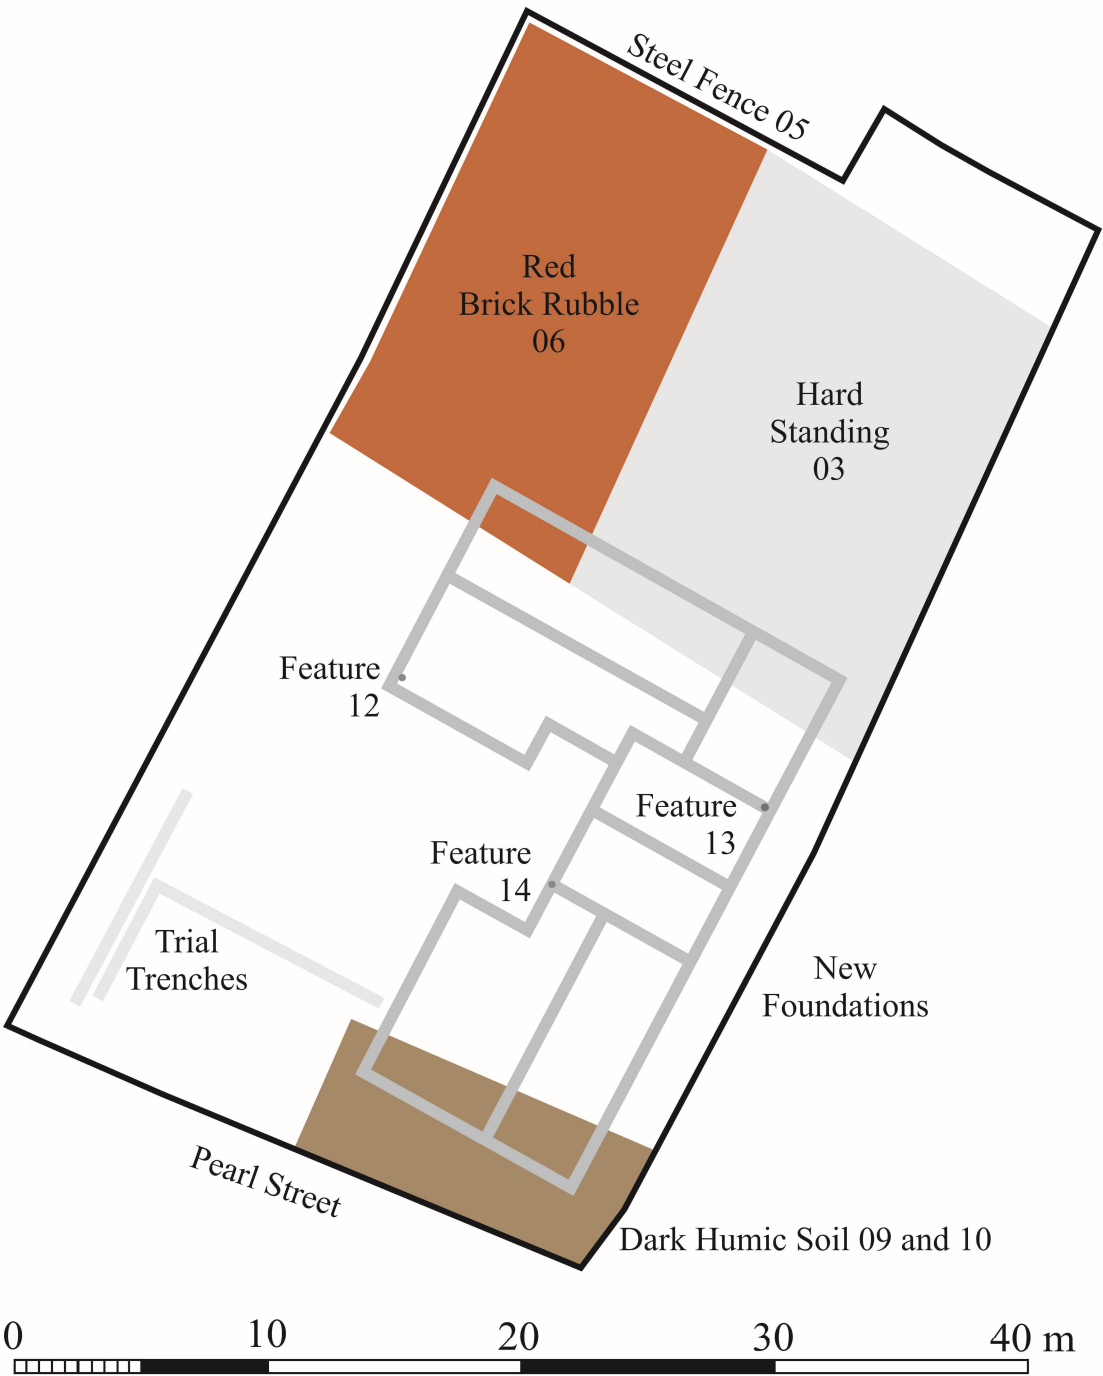 Steel Fence 05
Red
Brick Rubble
06
Hard
Standing
03
Feature
12
Feature
13
Feature
14
Trial
Trenches
New
Foundations
Pearl Street
Dark Humic Soil 09 and 10
0 10 20 30 40 m